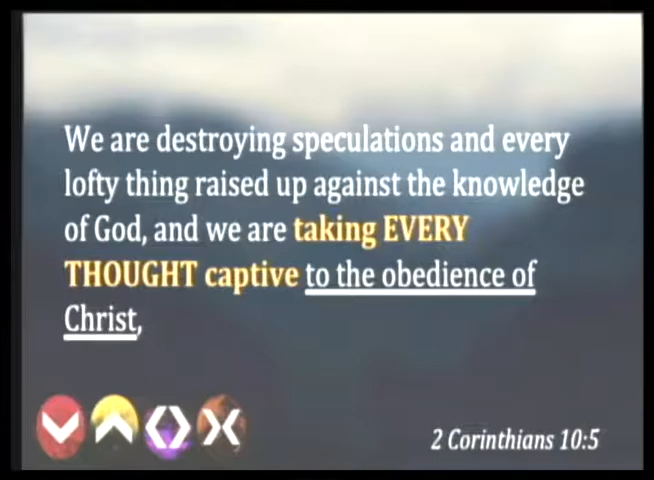 We are destroying speculations and every
lofty thing raised up against the knowledge
of God, and we are taking EVERY
THOUGHT captive to the obedience of
Christ,
2 Corinthians 10:5